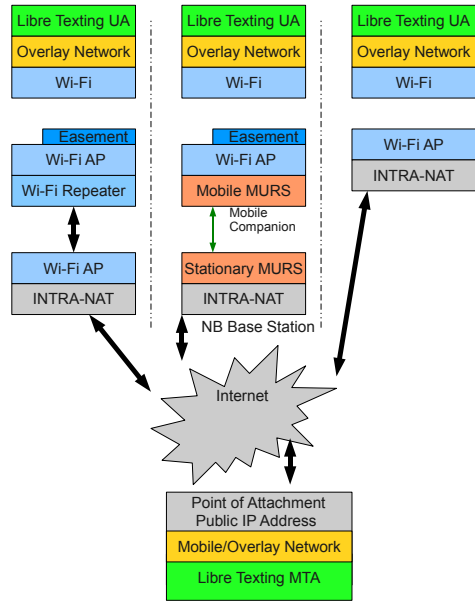 Libre Texting UA
Overlay Network
Wi-Fi
Easement
Wi-Fi AP
Wi-Fi Repeater
Wi-Fi AP
INTRA-NAT
Libre Texting UA
Overlay Network
Wi-Fi
Easement
Wi-Fi AP
Mobile MURS
Mobile
Companion
Stationary MURS
INTRA-NAT
NB Base Station
Libre Texting UA
Overlay Network
Wi-Fi
Wi-Fi AP
INTRA-NAT
Internet
Point of Attachment
Public IP Address
Mobile/Overlay Network
Libre Texting MTA